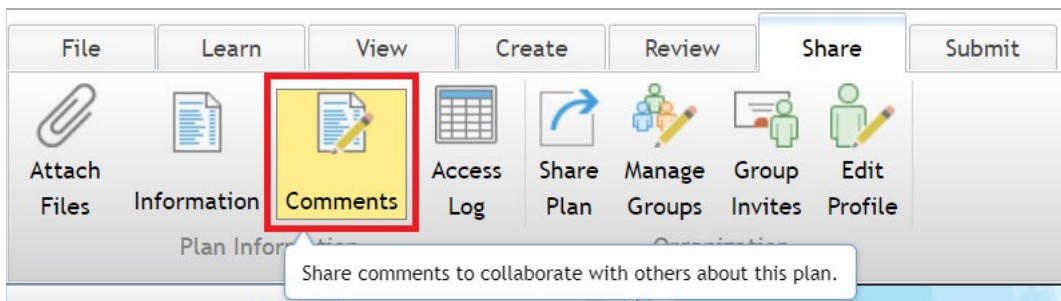 File Learn View Create Review Share Submit
Attach Files
Information
Comments
Access Log
Share Plan
Manage Groups
Group Invites
Edit Profile
Plan Infor
Share comments to collaborate with others about this plan.